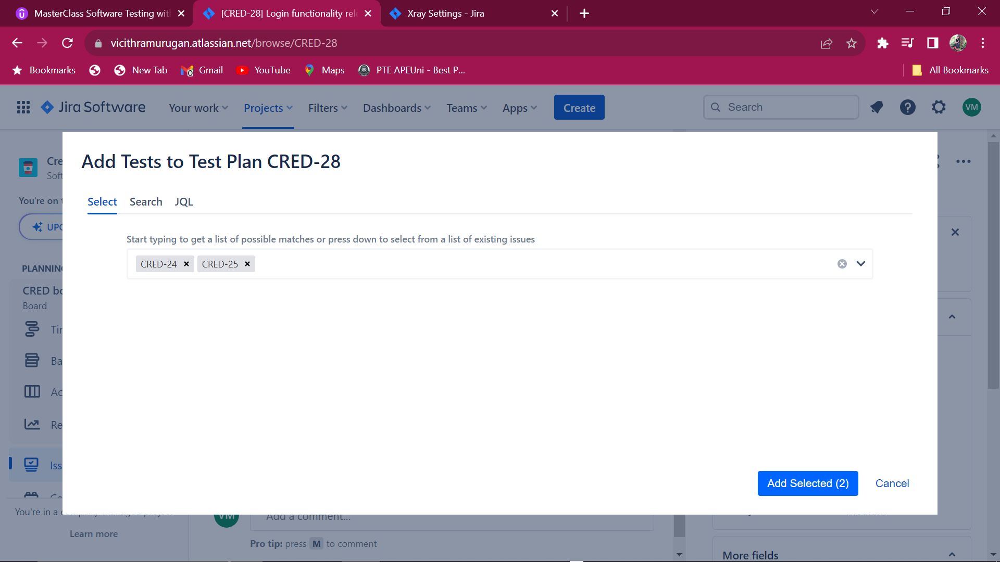 MasterClass Software Testing wit
[CRED-28] Login functionality rel
Xray Settings - Jira
vicithramurugan.atlassian.net/browse/CRED-28
Bookmarks
New Tab
Gmail
YouTube
Maps
PTE APEUni - Best P...
All Bookmarks
Jira Software
Your work
Projects
Filters
Dashboards
Teams
Apps
Create
Search
VM
Cre
Soft
You're on t
UPG
PLANNING
CRED bo
Board
Tir
Ba
Ac
Re
Iss
You're in a company-managed project
Learn more
Add Tests to Test Plan CRED-28
Select
Search
JQL
Start typing to get a list of possible matches or press down to select from a list of existing issues
CRED-24
CRED-25
Add Selected (2)
Cancel
VM
Add a comment...
Pro tip: press M to comment
More fields